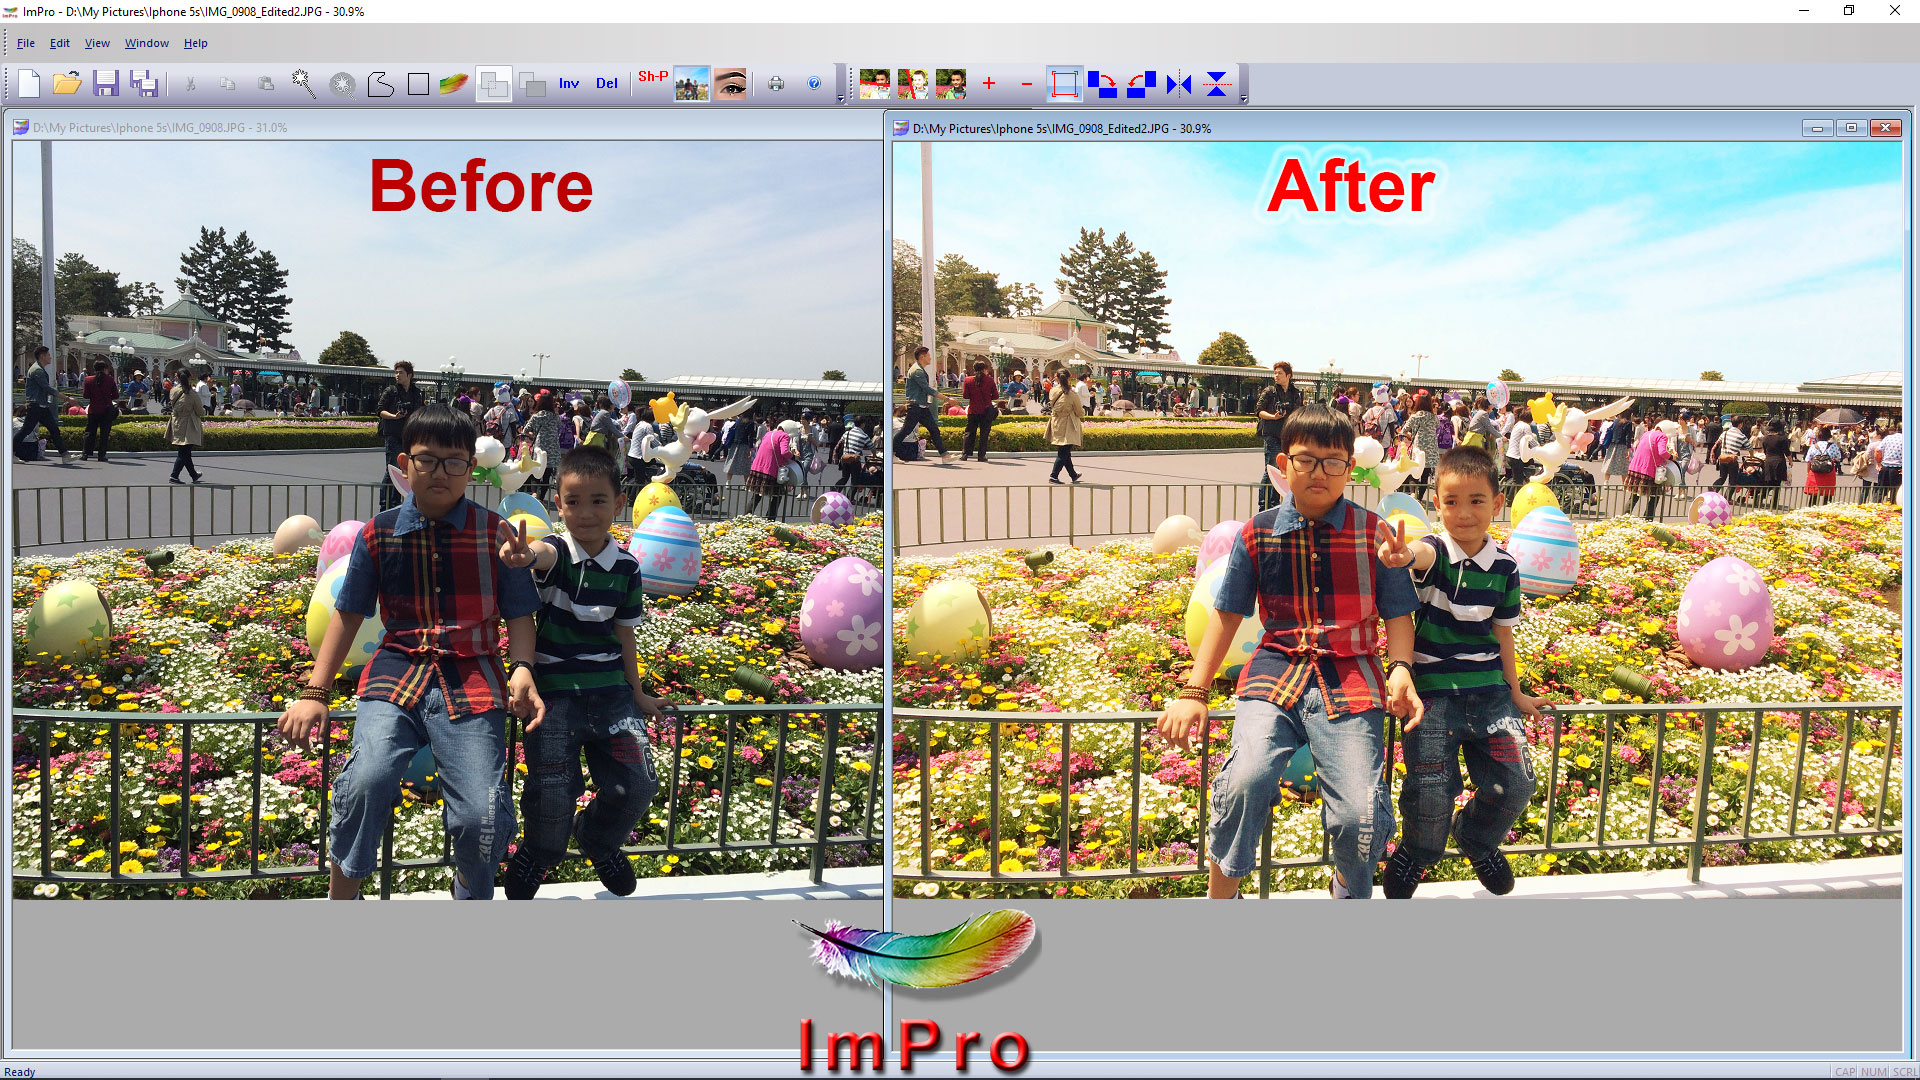 ImPro - D:\My Pictures\Iphone 5s\IMG_0908_Edited2.JPG - 30.9%
File Edit View Window Help
Inv Del Sh-P
D:\My Pictures\Iphone 5s\IMG_0908.JPG - 31.0%
D:\My Pictures\Iphone 5s\IMG_0908_Edited2.JPG - 30.9%
Before
After
1982
ImPro
Ready
CAP NUM SCRL